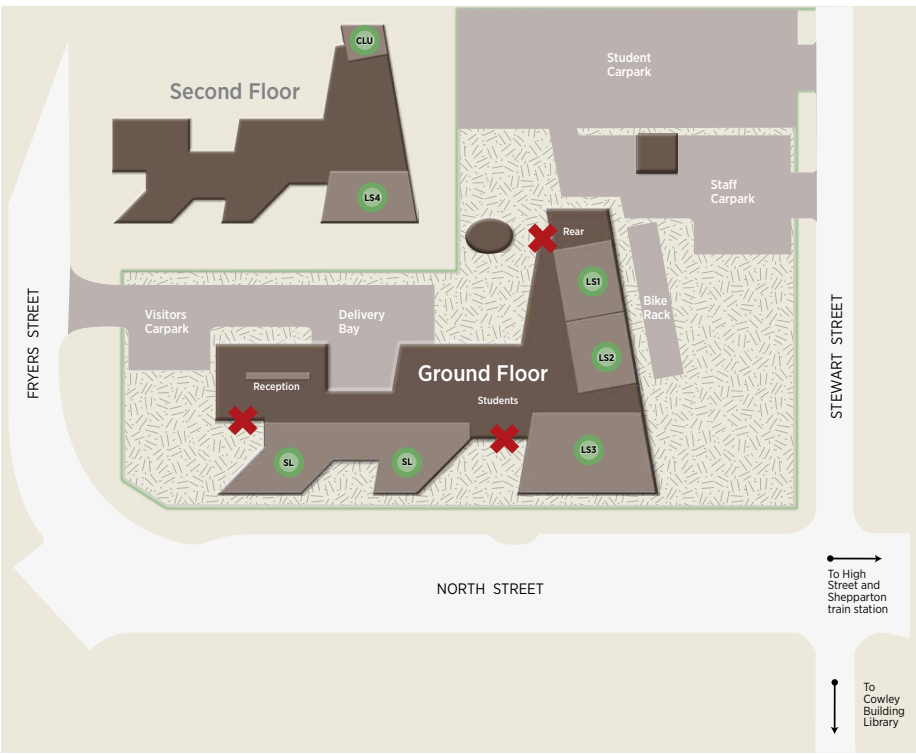 CLU
Second Floor
Student
Carpark
LS4
Staff
Carpark
Rear
LS1
Visitors
Carpark
Delivery
Bay
Bike
Rack
FRYERS STREET
STEWART STREET
LS2
Ground Floor
Reception
Students
SL
SL
LS3
NORTH STREET
To High
Street and
Shepparton
train station
To
Cowley
Building
Library